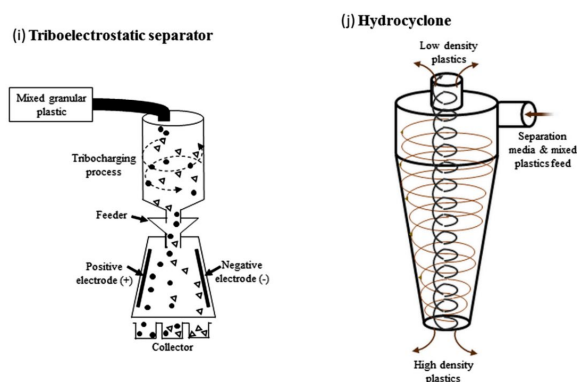 (i) Triboelectrostatic separator
Mixed granular
plastic
Tribocharging
process
Feeder
Positive
electrode (+)
Negative
electrode (-)
Collector
(j) Hydrocyclone
Low density
plastics
Separation
media & mixed
plastics feed
High density
plastics